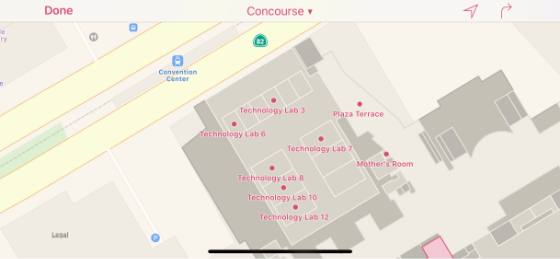 Done
Concourse ▾
82
Convention
Center
Technology Lab 3
Plaza Terrace
Technology Lab 6
Technology Lab 7
Mother's Room
Technology Lab 8
Technology Lab 10
Technology Lab 12
Legal
P